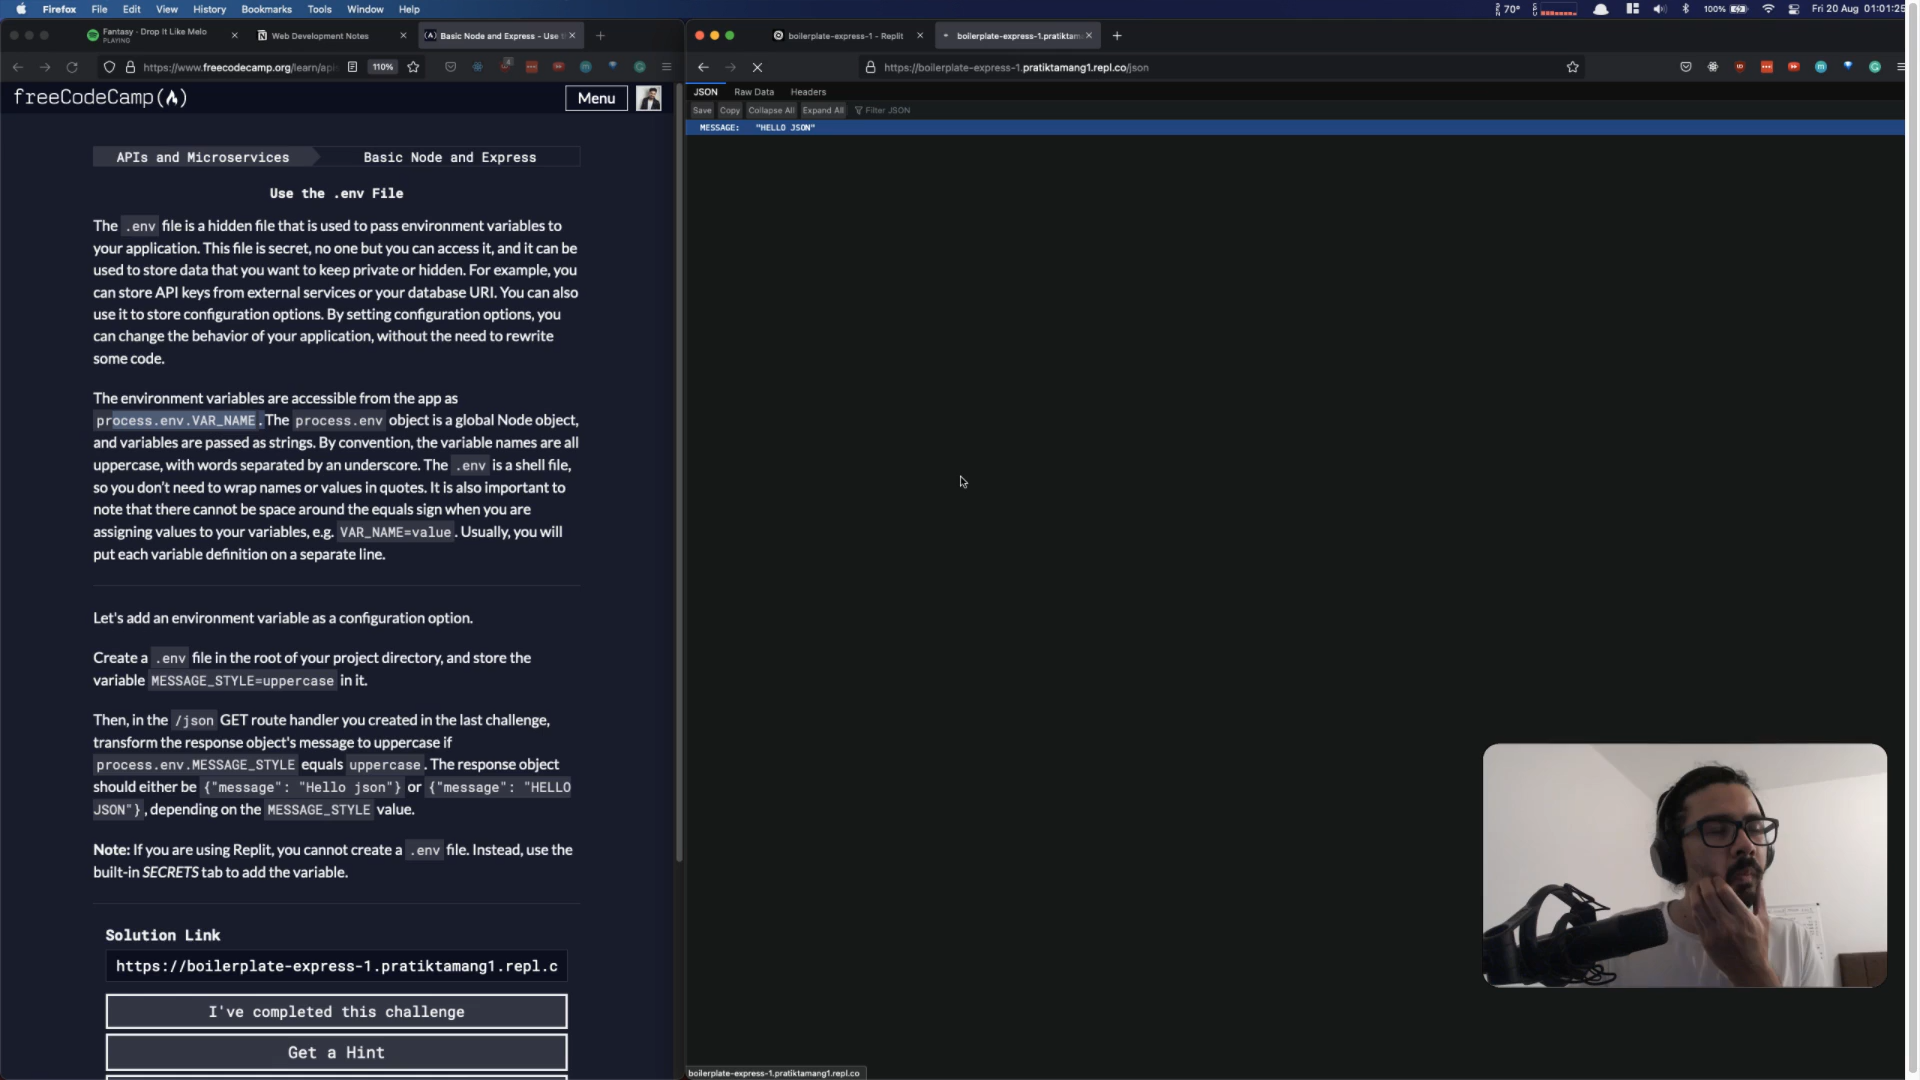 Firefox File Edit View History Bookmarks Tools Window Help
70° 100% Fri 20 Aug 01:01:25
Fantasy - Drop It Like Melo
PLAYING
Web Development Notes
Basic Node and Express - Use
boilerplate-express-1 - Replit
boilerplate-express-1.pratiktam
https://www.freecodecamp.org/learn/api
110%
https://boilerplate-express-1.pratiktamang1.repl.co/json
freeCodeCamp
Menu
JSON Raw Data Headers
Save Copy Collapse All Expand All Filter JSON
MESSAGE: "HELLO JSON"
APIs and Microservices
Basic Node and Express
Use the .env File
The .env file is a hidden file that is used to pass environment variables to
your application. This file is secret, no one but you can access it, and it can be
used to store data that you want to keep private or hidden. For example, you
can store API keys from external services or your database URI. You can also
use it to store configuration options. By setting configuration options, you
can change the behavior of your application, without the need to rewrite
some code.
The environment variables are accessible from the app as
process.env.VAR_NAME. The process.env object is a global Node object,
and variables are passed as strings. By convention, the variable names are all
uppercase, with words separated by an underscore. The .env is a shell file,
so you don't need to wrap names or values in quotes. It is also important to
note that there cannot be space around the equals sign when you are
assigning values to your variables, e.g. VAR_NAME=value. Usually, you will
put each variable definition on a separate line.
Let's add an environment variable as a configuration option.
Create a .env file in the root of your project directory, and store the
variable MESSAGE_STYLE=uppercase in it.
Then, in the /json GET route handler you created in the last challenge,
transform the response object's message to uppercase if
process.env.MESSAGE_STYLE equals uppercase. The response object
should either be {"message": "Hello json"} or {"message": "HELLO
JSON"}, depending on the MESSAGE_STYLE value.
Note: If you are using Replit, you cannot create a .env file. Instead, use the
built-in SECRETS tab to add the variable.
Solution Link
https://boilerplate-express-1.pratiktamang1.repl.c
I've completed this challenge
Get a Hint
boilerplate-express-1.pratiktamang1.repl.co